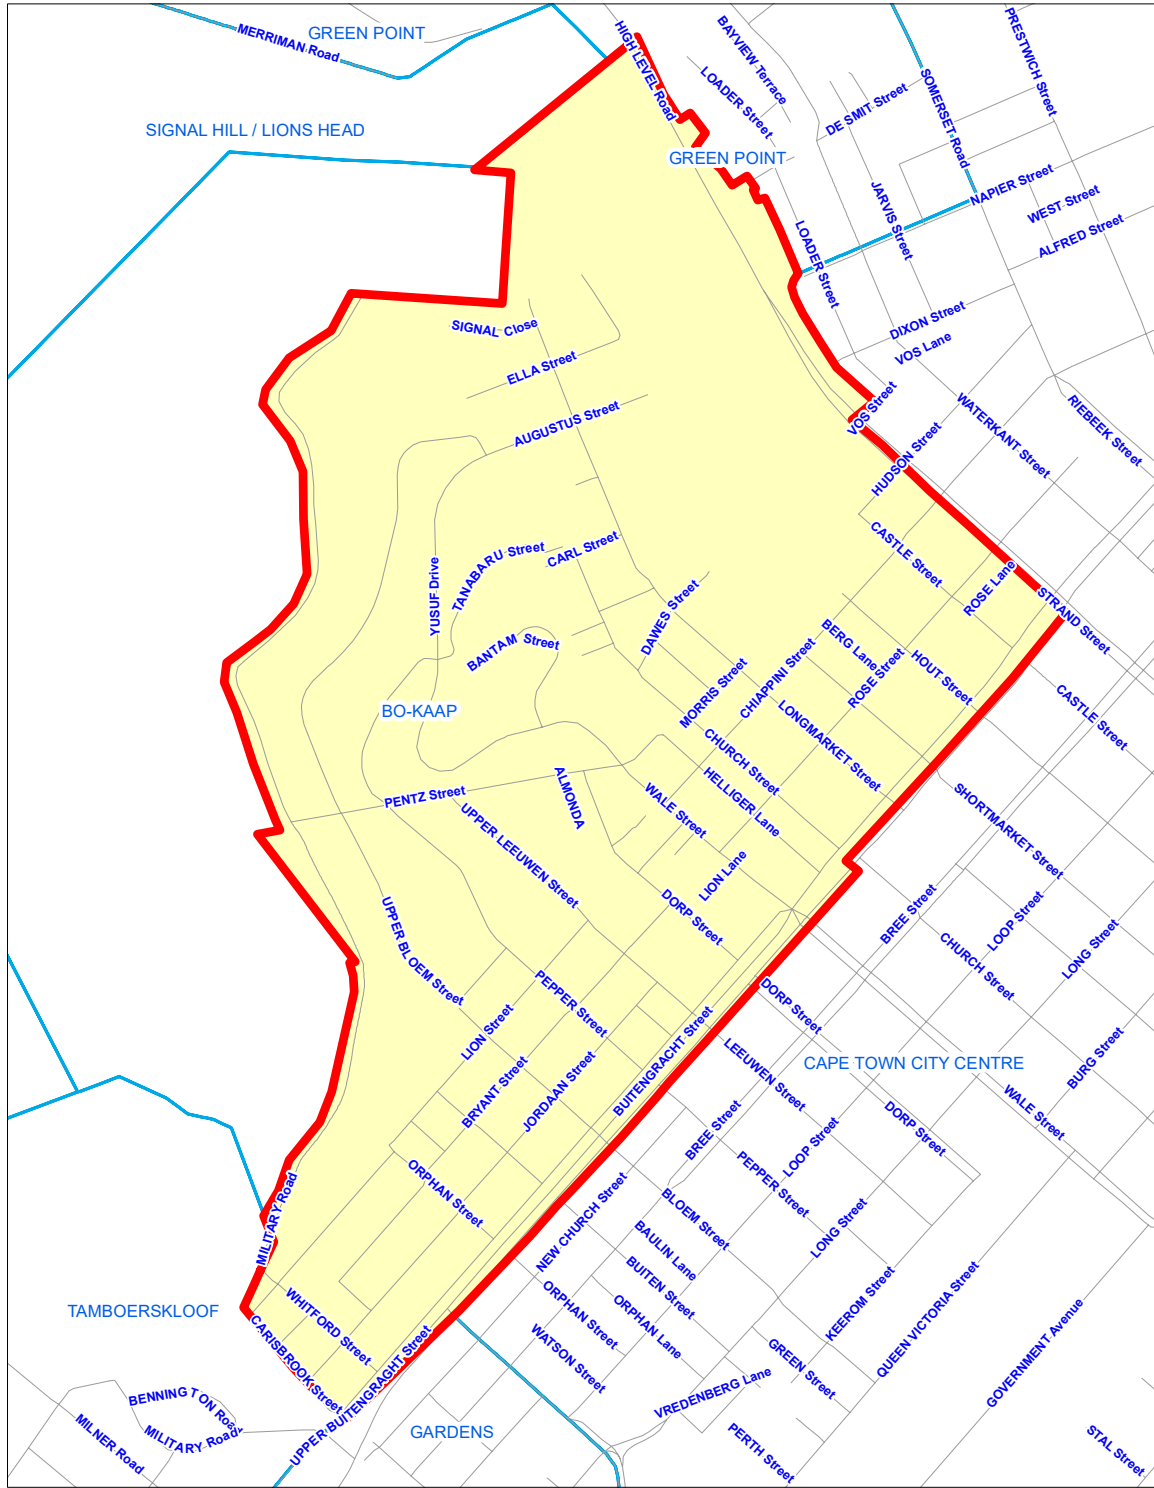 GREEN POINT
MERRIMAN Road
HIGH LEVEL Road
BAYVIEW Terrace
PRESTWICH Street
LOADER Street
DE SMIT Street
SOMERSET Road
SIGNAL HILL / LIONS HEAD
GREEN POINT
NAPIER Street
WEST Street
JARVIS Street
ALFRED Street
LOADER Street
SIGNAL Close
DIXON Street
VOS Lane
ELLA Street
AUGUSTUS Street
VOS Street
WATERKANT Street
RIEBEEK Street
HUDSON Street
CASTLE Street
CARL Street
TANABARU Street
YUSUF Drive
ROSE Lane
STRAND Street
DAWES Street
BANTAM Street
BERG Lane
HOUT Street
CHIAPPINI Street
ROSE Street
MORRIS Street
BO-KAAP
CASTLE Street
LONGMARKET Street
CHURCH Street
HELLIGER Lane
PENTZ Street
ALMONDA
WALE Street
UPPER LEEUWEN Street
SHORTMARKET Street
LION Lane
DORP Street
BREE Street
LOOP Street
LONG Street
UPPER BLOEM Street
CHURCH Street
PEPPER Street
DORP Street
LION Street
BUITENGRACHT Street
LEEUWEN Street
CAPE TOWN CITY CENTRE
BURG Street
BRYANT Street
JORDAAN Street
WALE Street
DORP Street
BREE Street
LOOP Street
ORPHAN Street
PEPPER Street
MILITARY Road
NEW CHURCH Street
BLOEM Street
LONG Street
BAULIN Lane
BUITEN Street
TAMBOERSKLOOF
WHITFORD Street
CARISBROOK Street
ORPHAN Street
ORPHAN Lane
KEEROM Street
QUEEN VICTORIA Street
GOVERNMENT Avenue
WATSON Street
GREEN Street
UPPER BUITENGRAGHT Street
BENNINGTON Road
MILITARY Road
MILNER Road
VREDENBERG Lane
GARDENS
PERTH Street
STAL Street